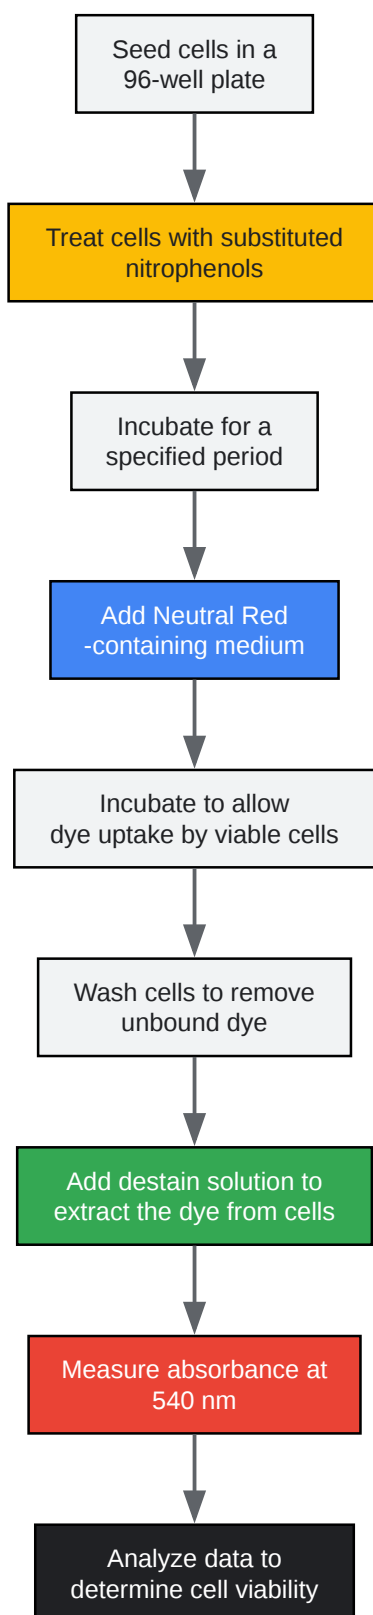 Seed cells in a
96-well plate
Treat cells with substituted
nitrophenols
Incubate for a
specified period
Add Neutral Red
-containing medium
Incubate to allow
dye uptake by viable cells
Wash cells to remove
unbound dye
Add destain solution to
extract the dye from cells
Measure absorbance at
540 nm
Analyze data to
determine cell viability